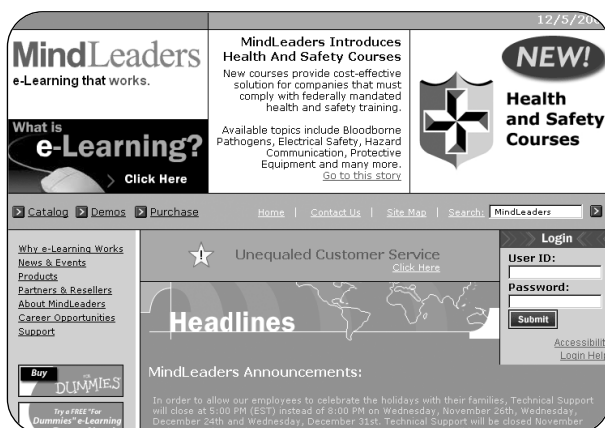 12/5/200
MindLeaders
e-Learning that works.
What is
e-Learning?
Click Here
MindLeaders Introduces
Health And Safety Courses
New courses provide cost-effective
solution for companies that must
comply with federally mandated
health and safety training.
Available topics include Bloodborne
Pathogens, Electrical Safety, Hazard
Communication, Protective
Equipment and many more.
Go to this story
NEW!
Health
and Safety
Courses
Catalog Demos Purchase Home | Contact Us | Site Map | Search: MindLeaders
Why e-Learning Works
News & Events
Products
Partners & Resellers
About MindLeaders
Career Opportunities
Support
Buy
FOR
DUMMIES
Try a FREE "For
Dummies" e-Learning
Unequaled Customer Service
Click Here
Headlines
Login
User ID:
Password:
Submit
Accessibilit
Login Help
MindLeaders Announcements:
In order to allow our employees to celebrate the holidays with their families, Technical Support
will close at 5:00 PM (EST) instead of 8:00 PM on Wednesday, November 26th, Wednesday,
December 24th and Wednesday, December 31st. Technical Support will be closed November